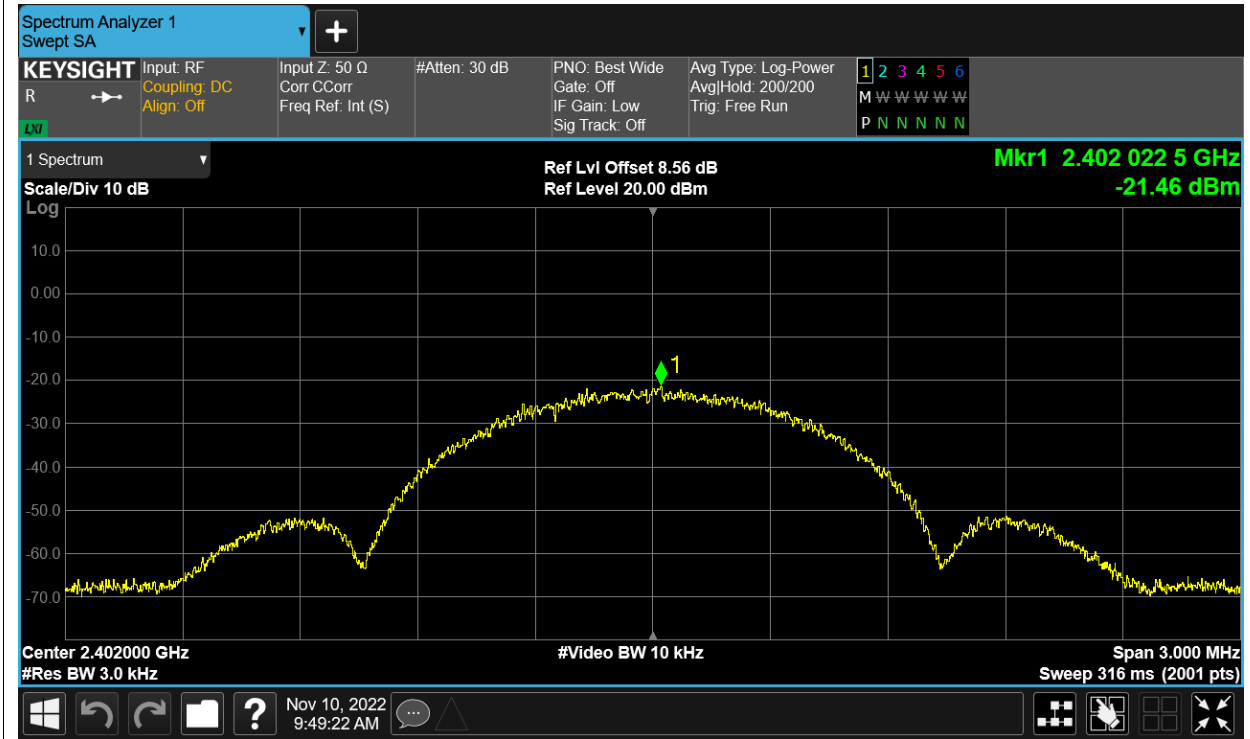 Spectrum Analyzer 1
Swept SA
+
KEYSIGHT
R
LXI
Input: RF
Coupling: DC
Align: Off
Input Z: 50 Ω
Corr CCorr
Freq Ref: Int (S)
#Atten: 30 dB
PNO: Best Wide
Gate: Off
IF Gain: Low
Sig Track: Off
Avg Type: Log-Power
Avg|Hold: 200/200
Trig: Free Run
1 2 3 4 5 6
M W W W W W W
P N N N N N N
1 Spectrum
Scale/Div 10 dB
Log
Ref Lvl Offset 8.56 dB
Ref Level 20.00 dBm
Mkr1 2.402 022 5 GHz
-21.46 dBm
10.0
0.00
-10.0
1
-20.0
-30.0
-40.0
-50.0
-60.0
-70.0
Center 2.402000 GHz
#Video BW 10 kHz
Span 3.000 MHz
#Res BW 3.0 kHz
Sweep 316 ms (2001 pts)
?
Nov 10, 2022
9:49:22 AM